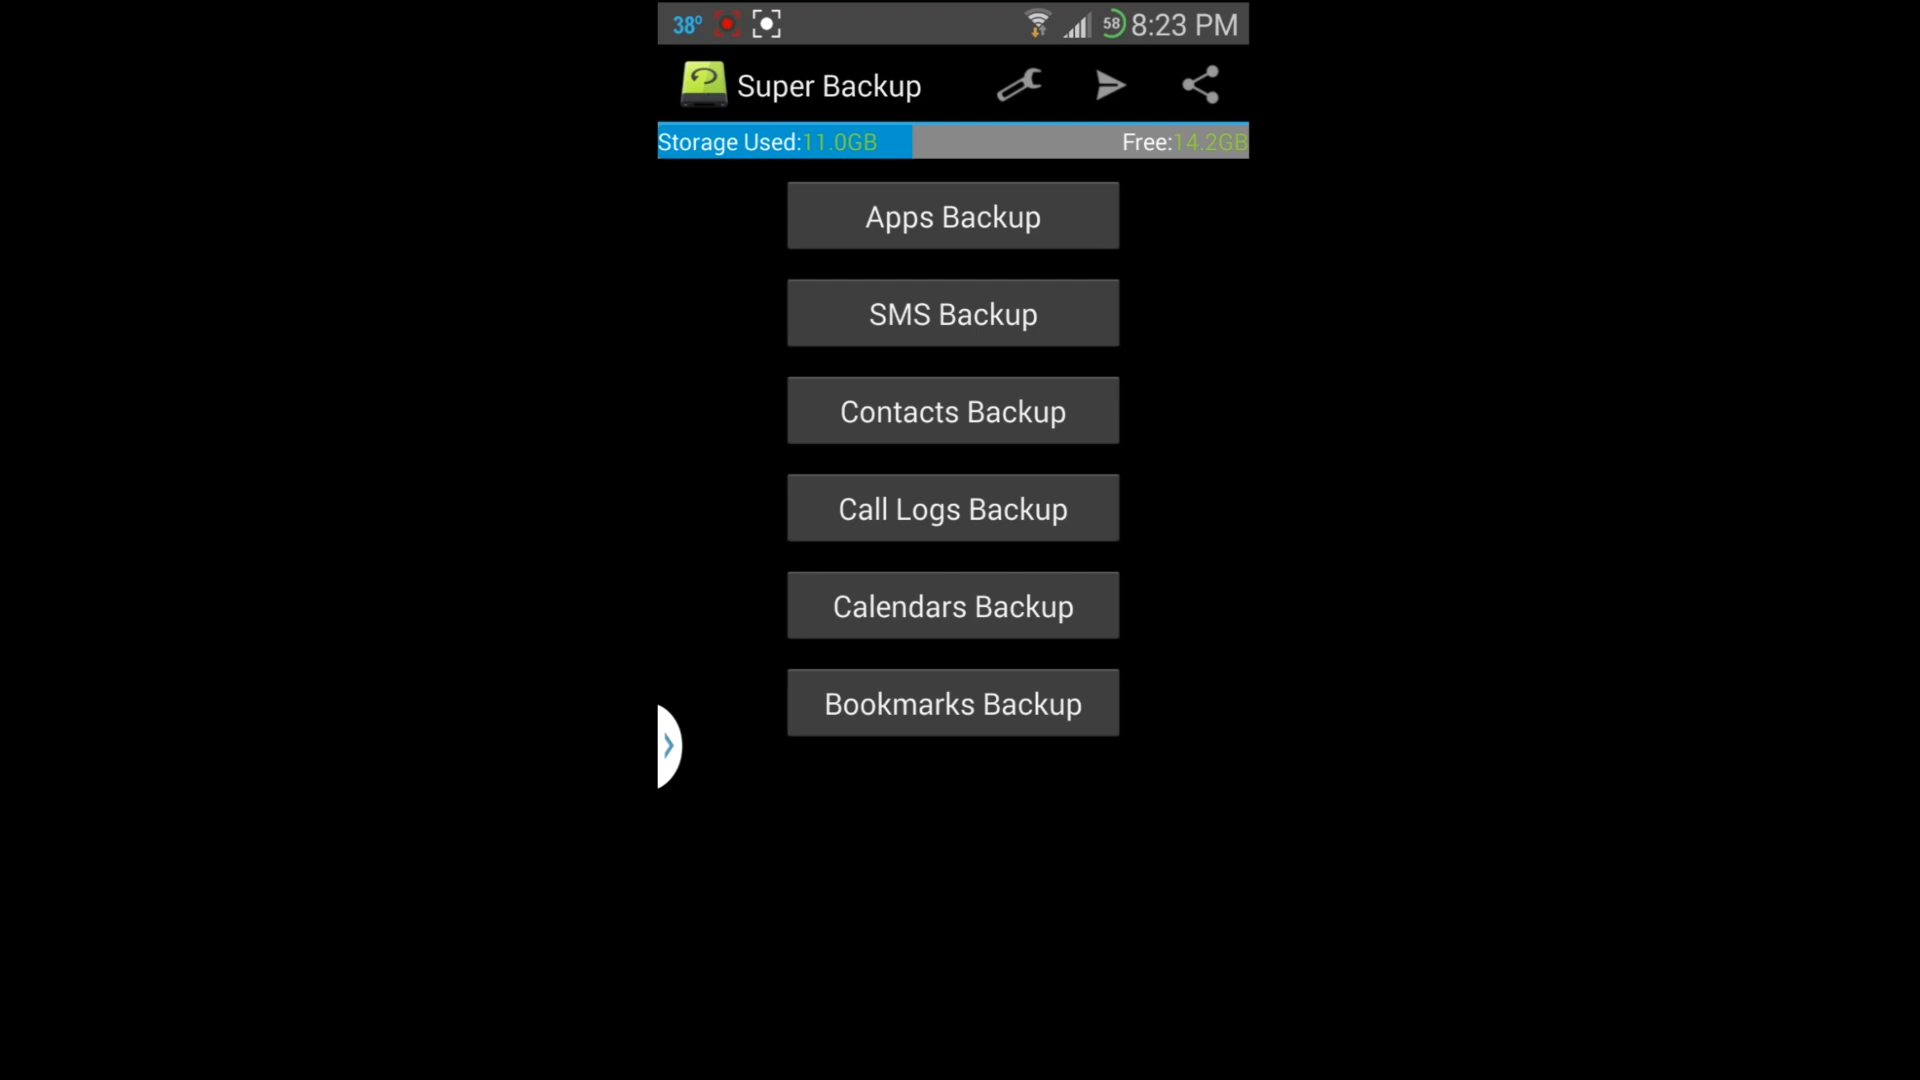 38° 58 8:23 PM
Super Backup
Storage Used:11.0GB Free:14.2GB
Apps Backup
SMS Backup
Contacts Backup
Call Logs Backup
Calendars Backup
Bookmarks Backup